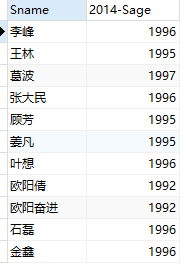 Sname 2014-Sage
李峰 1996
王林 1995
葛波 1997
张大民 1996
顾芳 1995
姜凡 1995
叶想 1996
欧阳倩 1992
欧阳奋进 1992
石磊 1996
金鑫 1996